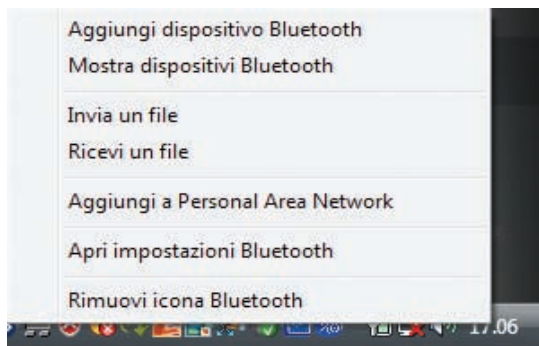 Aggiungi dispositivo Bluetooth
Mostra dispositivi Bluetooth
Invia un file
Ricevi un file
Aggiungi a Personal Area Network
Apri impostazioni Bluetooth
Rimuovi icona Bluetooth
17.06